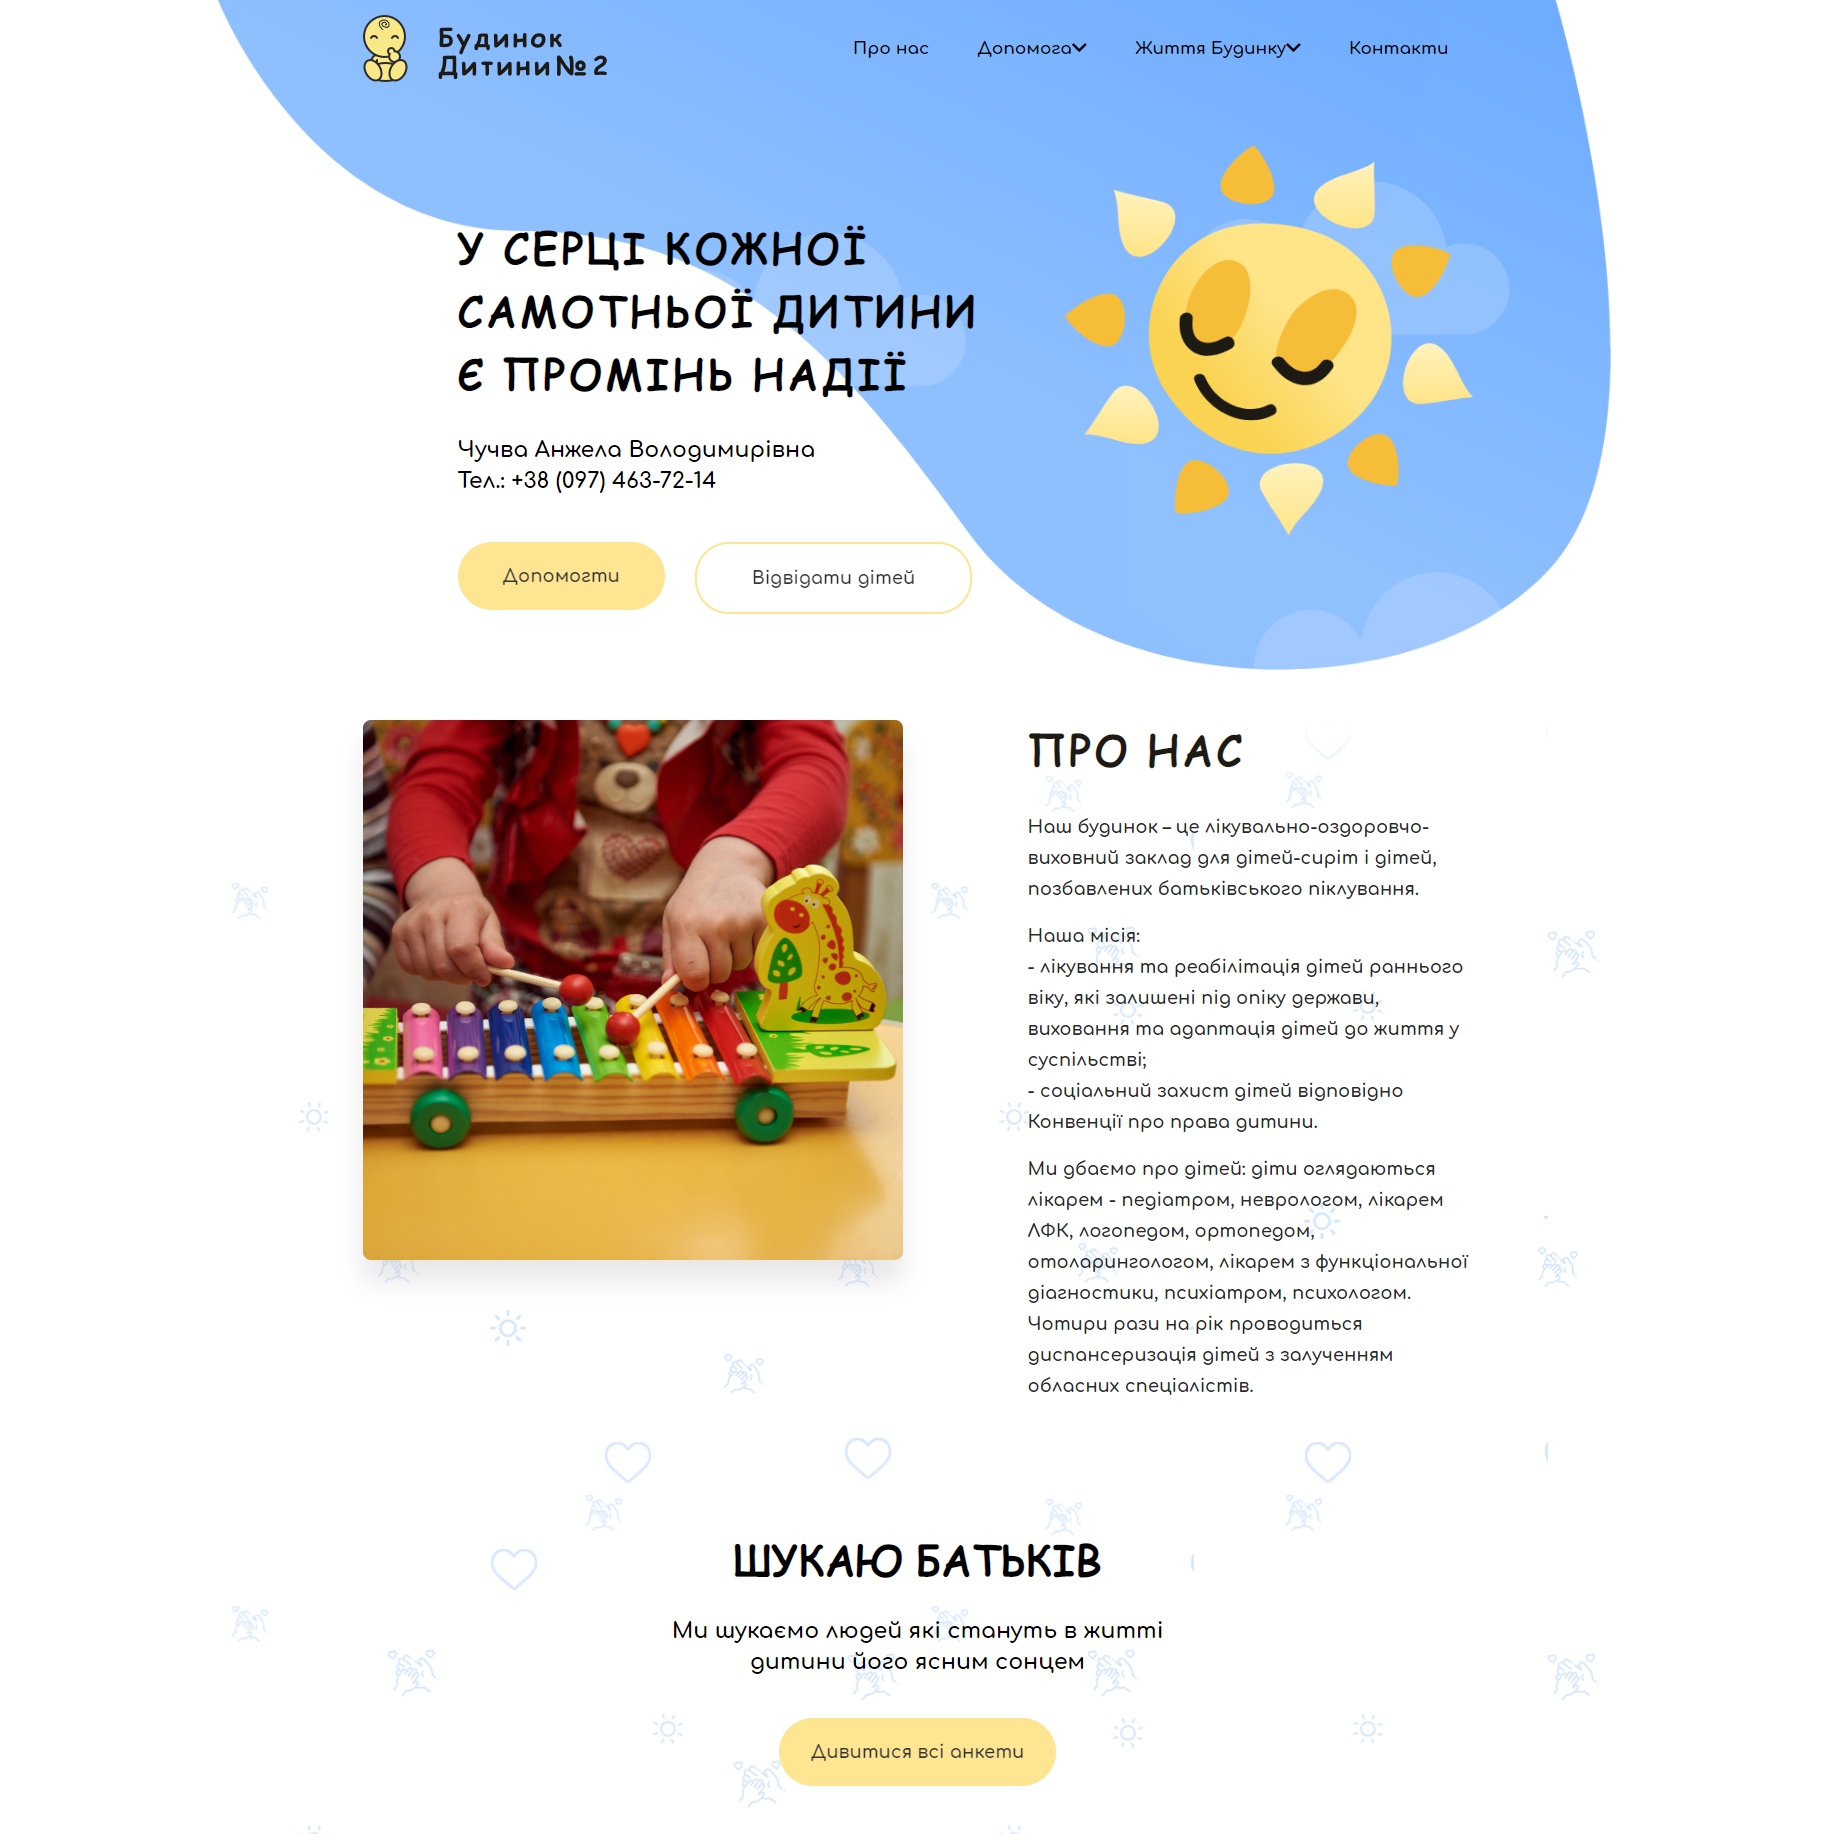 Будинок
Дитини № 2
Про нас
Допомога
Життя Будинку
Контакти
У СЕРЦІ КОЖНОЇ
САМОТНЬОЇ ДИТИНИ
Є ПРОМІНЬ НАДІЇ
Чучва Анжела Володимирівна
Тел.: +38 (097) 463-72-14
Допомогти
Відвідати дітей
ПРО НАС
Наш будинок – це лікувально-оздоровчо-
виховний заклад для дітей-сиріт і дітей,
позбавлених батьківського піклування.
Наша місія:
- лікування та реабілітація дітей раннього
віку, які залишені під опіку держави,
виховання та адаптація дітей до життя у
суспільстві;
- соціальний захист дітей відповідно
Конвенції про права дитини.
Ми дбаємо про дітей: діти оглядаються
лікарем - педіатром, неврологом, лікарем
ЛФК, логопедом, ортопедом,
отоларингологом, лікарем з функціональної
діагностики, психіатром, психологом.
Чотири рази на рік проводиться
диспансеризація дітей з залученням
обласних спеціалістів.
ШУКАЮ БАТЬКІВ
Ми шукаємо людей які стануть в житті
дитини його ясним сонцем
Дивитися всі анкети